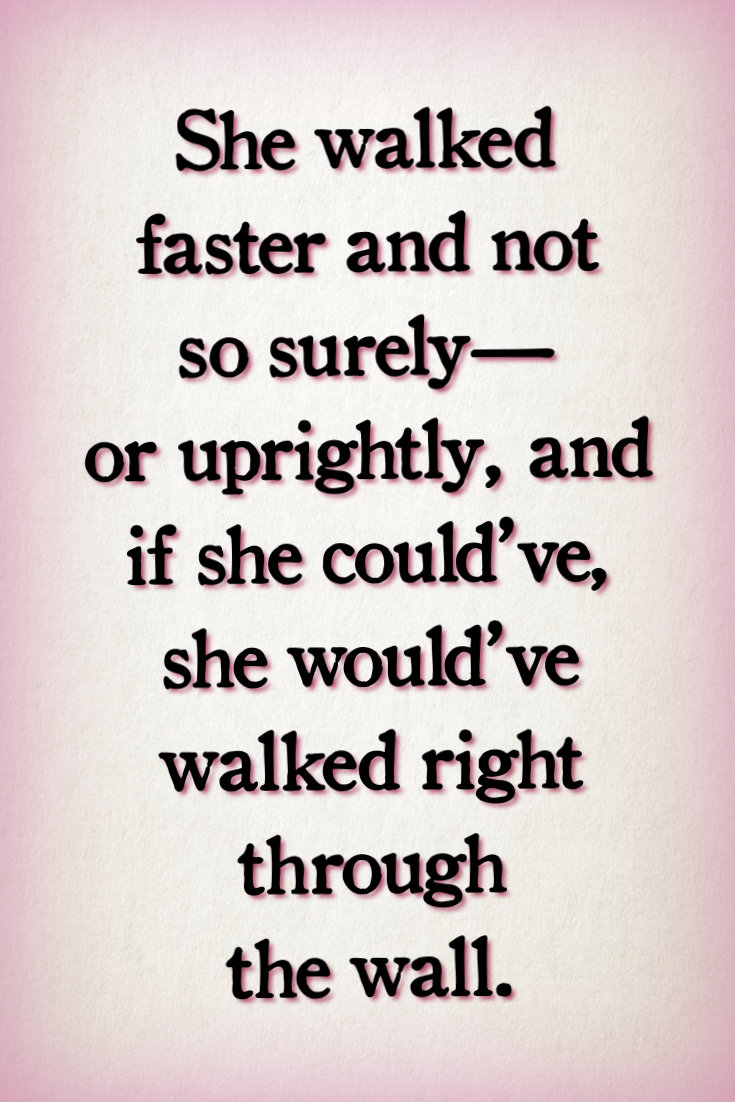 She walked
faster and not
so surely—
or uprightly, and
if she could’ve,
she would’ve
walked right
through
the wall.